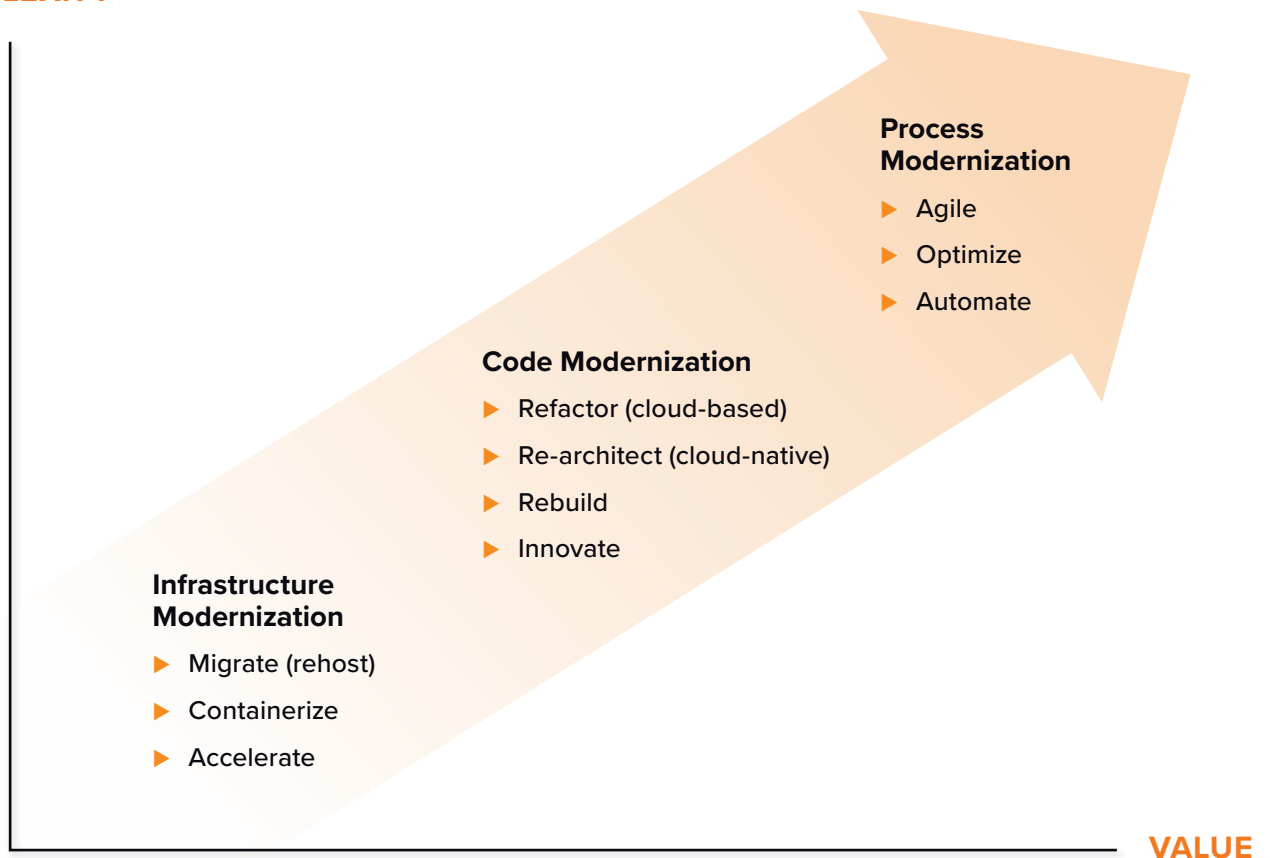 Process
Modernization
Agile
Optimize
Automate
Code Modernization
Refactor (cloud-based)
Re-architect (cloud-native)
Rebuild
Innovate
Infrastructure
Modernization
Migrate (rehost)
Containerize
Accelerate
VALUE